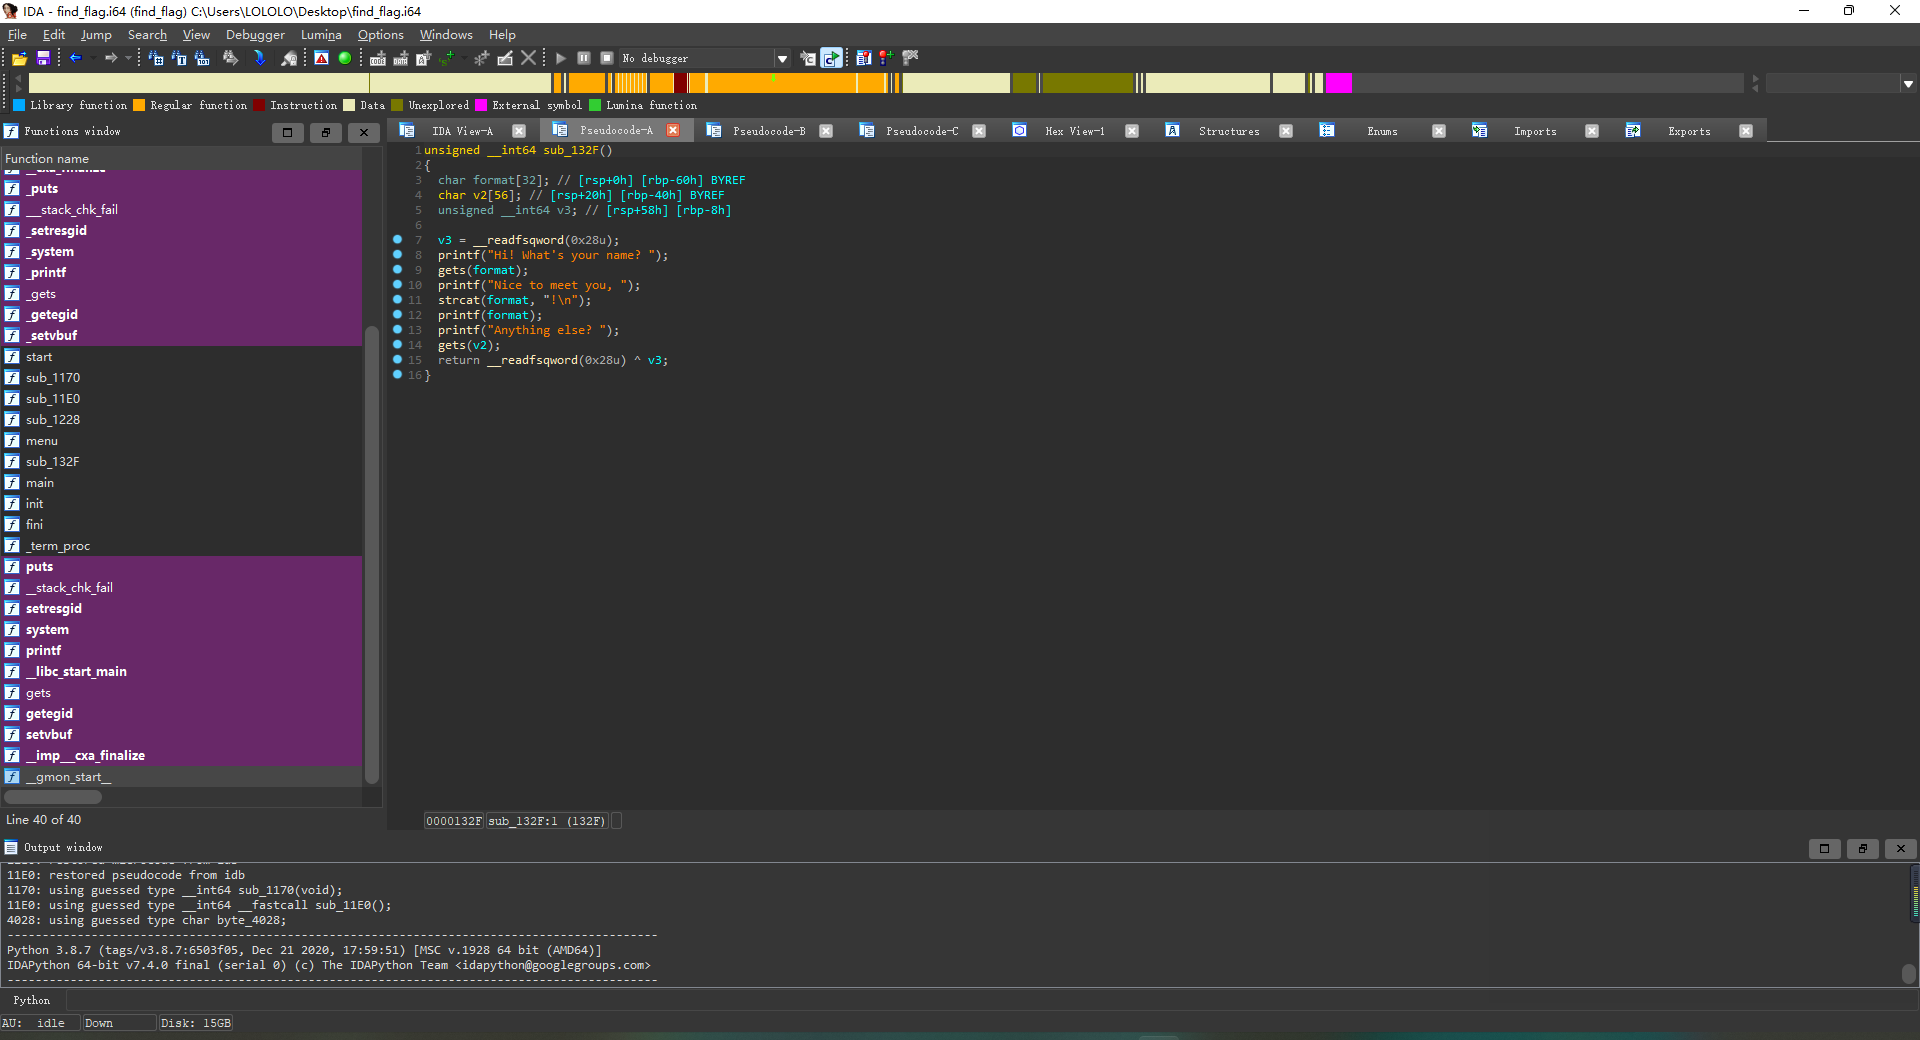 IDA - find_flag.i64 (find_flag) C:\Users\LOLOLO\Desktop\find_flag.i64
File Edit Jump Search View Debugger Lumina Options Windows Help
No debugger
Library function Regular function Instruction Data Unexplored External symbol Lumina function
Functions window
IDA View-A Pseudocode-A Pseudocode-B Pseudocode-C Hex View-1 Structures Enums Imports Exports
Function name
__cxa_finalize
_puts
___stack_chk_fail
_setresgid
_system
_printf
_gets
_getegid
_setvbuf
start
sub_1170
sub_11E0
sub_1228
menu
sub_132F
main
init
fini
_term_proc
puts
__stack_chk_fail
setresgid
system
printf
__libc_start_main
gets
getegid
setvbuf
__imp___cxa_finalize
__gmon_start__
Line 40 of 40
1 unsigned __int64 sub_132F()
2 {
3 char format[32]; // [rsp+0h] [rbp-60h] BYREF
4 char v2[56]; // [rsp+20h] [rbp-40h] BYREF
5 unsigned __int64 v3; // [rsp+58h] [rbp-8h]
6
7 v3 = __readfsqword(0x28u);
8 printf("Hi! What's your name? ");
9 gets(format);
10 printf("Nice to meet you, ");
11 strcat(format, "!\n");
12 printf(format);
13 printf("Anything else? ");
14 gets(v2);
15 return __readfsqword(0x28u) ^ v3;
16 }
0000132F sub_132F:1 (132F)
Output window
11E0: restored pseudocode from idb
1170: using guessed type __int64 sub_1170(void);
11E0: using guessed type __int64 __fastcall sub_11E0();
4028: using guessed type char byte_4028;
---------------------------------------------------------------------------------------------
Python 3.8.7 (tags/v3.8.7:6503f05, Dec 21 2020, 17:59:51) [MSC v.1928 64 bit (AMD64)]
IDAPython 64-bit v7.4.0 final (serial 0) (c) The IDAPython Team <idapython@googlegroups.com>
---------------------------------------------------------------------------------------------
Python
AU: idle Down Disk: 15GB